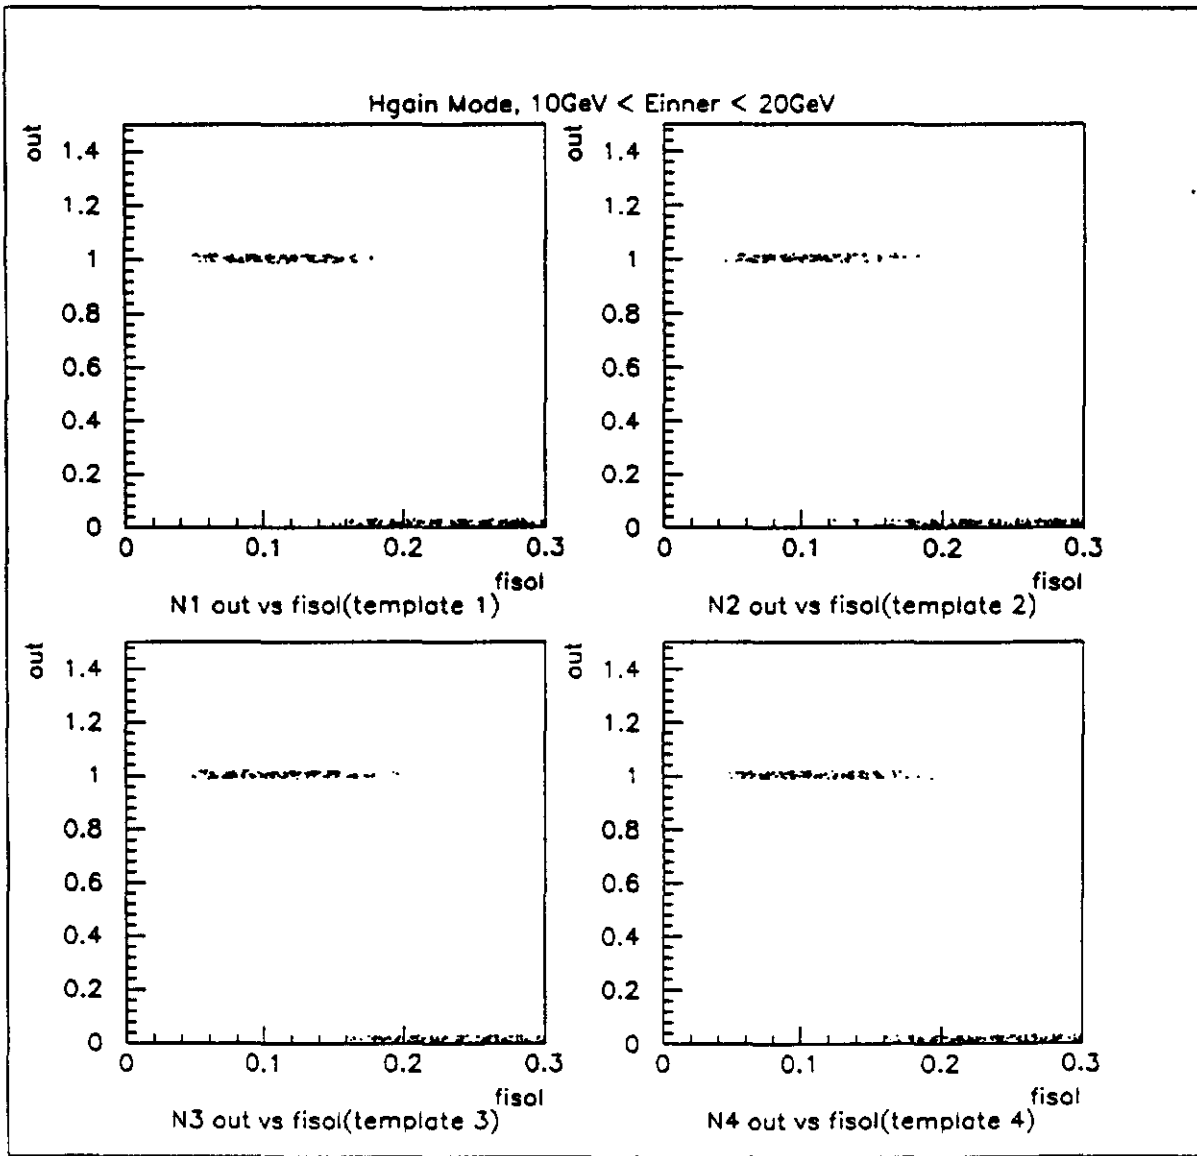 Hgain Mode, 10GeV < Einner < 20GeV
out
1.4
1.2
1
0.8
0.6
0.4
0.2
0
0 0.1 0.2 0.3
fisol
N1 out vs fisol(template 1)
out
1.4
1.2
1
0.8
0.6
0.4
0.2
0
0 0.1 0.2 0.3
fisol
N2 out vs fisol(template 2)
out
1.4
1.2
1
0.8
0.6
0.4
0.2
0
0 0.1 0.2 0.3
fisol
N3 out vs fisol(template 3)
out
1.4
1.2
1
0.8
0.6
0.4
0.2
0
0 0.1 0.2 0.3
fisol
N4 out vs fisol(template 4)